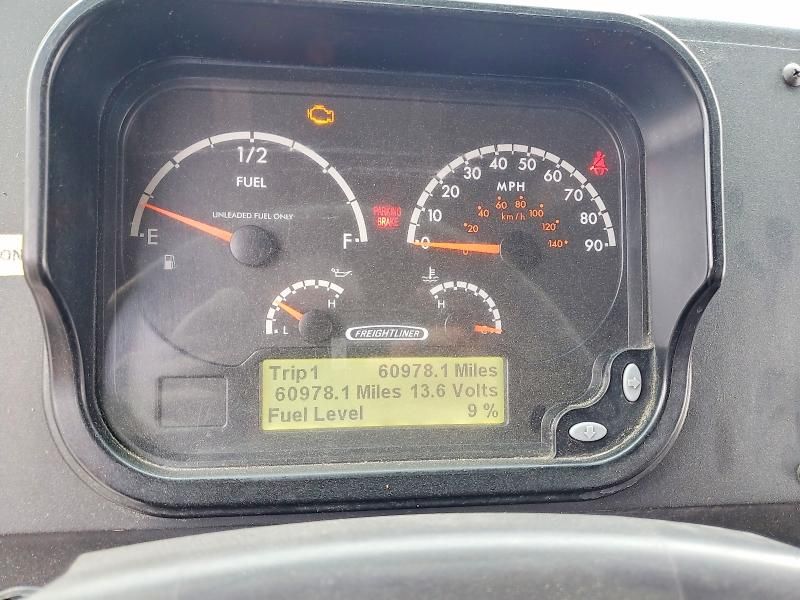 1/2
FUEL
UNLEADED FUEL ONLY
E
F
PARKING
BRAKE
0
10
20
30
40
50
60
70
80
90
MPH
0
20
40
60
80
100
120
140
km/h
L
H
H
FREIGHTLINER
Trip1 60978.1 Miles
60978.1 Miles 13.6 Volts
Fuel Level 9 %
ON